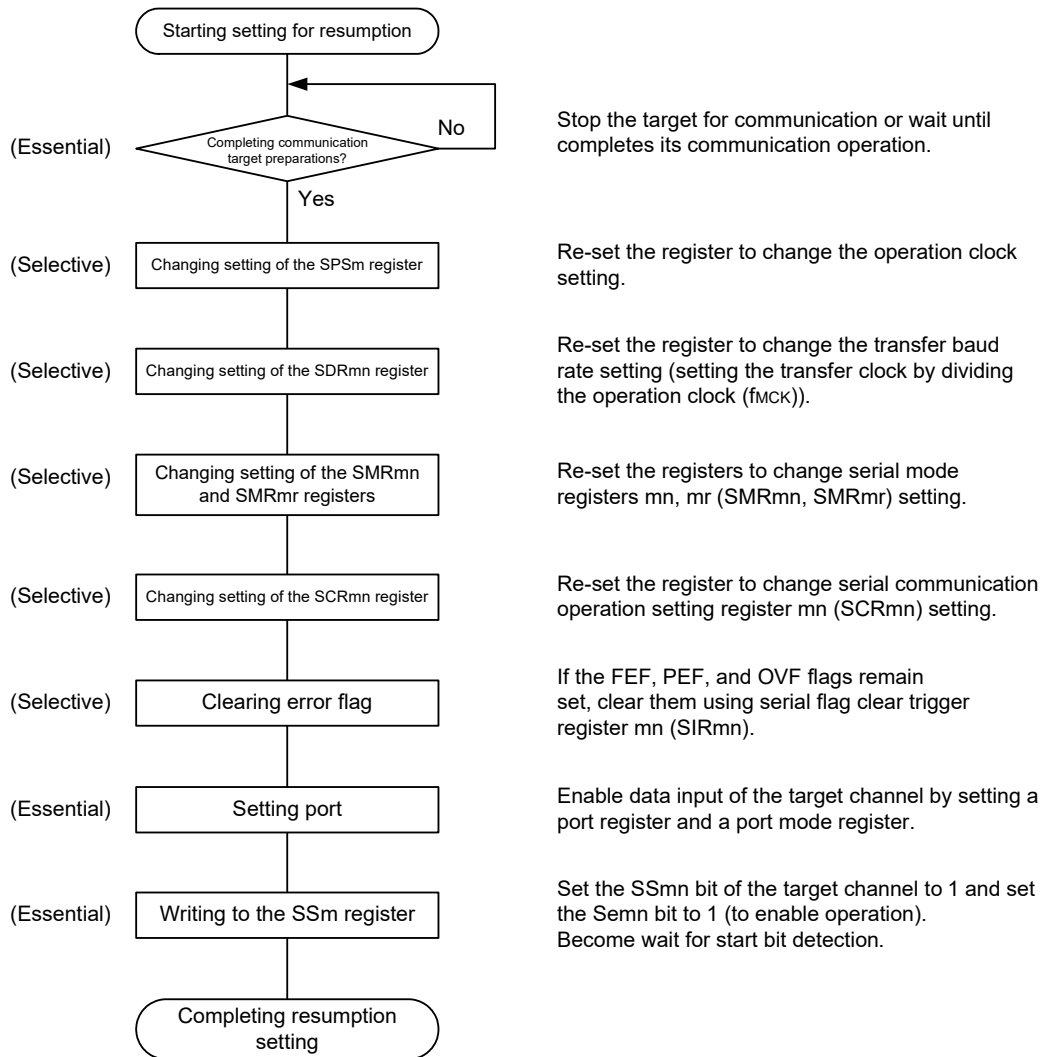 Starting setting for resumption
(Essential)
Completing communication
target preparations?
No
Stop the target for communication or wait until
completes its communication operation.
Yes
(Selective)
Changing setting of the SPSm register
Re-set the register to change the operation clock
setting.
(Selective)
Changing setting of the SDRmn register
Re-set the register to change the transfer baud
rate setting (setting the transfer clock by dividing
the operation clock (fMCK)).
(Selective)
Changing setting of the SMRmn
and SMRmr registers
Re-set the registers to change serial mode
registers mn, mr (SMRmn, SMRmr) setting.
(Selective)
Changing setting of the SCRmn register
Re-set the register to change serial communication
operation setting register mn (SCRmn) setting.
(Selective)
Clearing error flag
If the FEF, PEF, and OVF flags remain
set, clear them using serial flag clear trigger
register mn (SIRmn).
(Essential)
Setting port
Enable data input of the target channel by setting a
port register and a port mode register.
(Essential)
Writing to the SSm register
Set the SSmn bit of the target channel to 1 and set
the Semn bit to 1 (to enable operation).
Become wait for start bit detection.
Completing resumption
setting